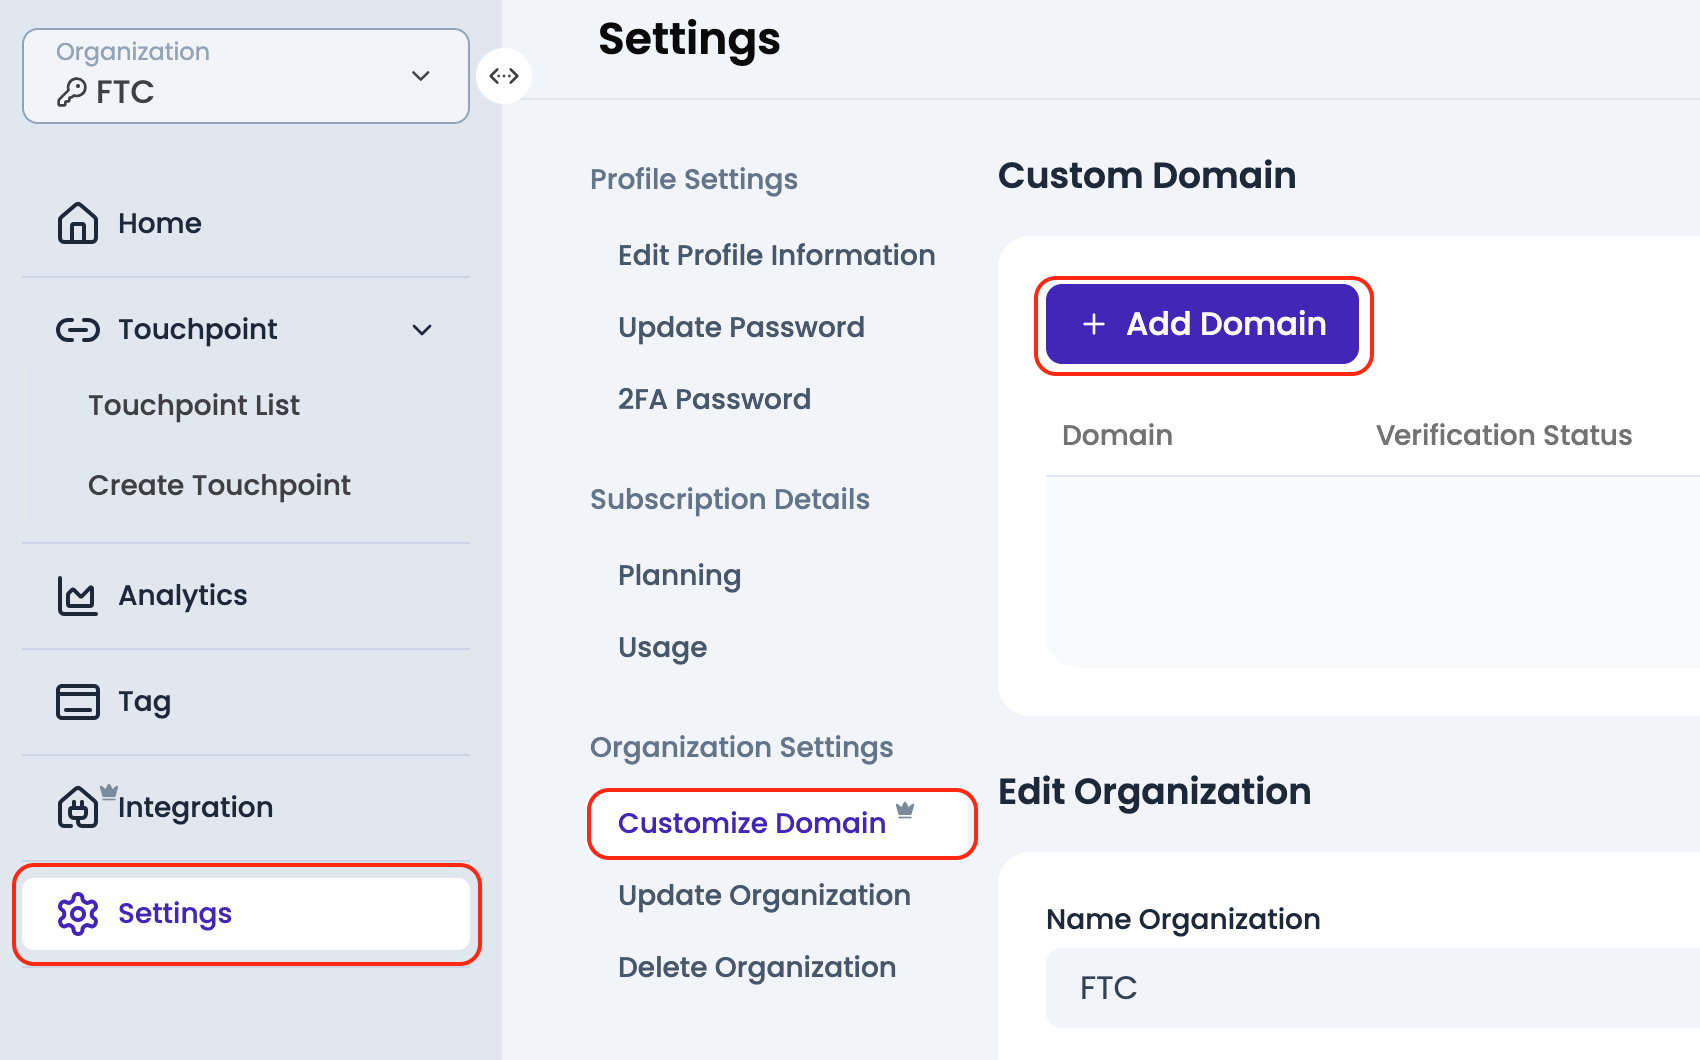 Organization
FTC
Home
Touchpoint
Touchpoint List
Create Touchpoint
Analytics
Tag
Integration
Settings
Settings
Profile Settings
Edit Profile Information
Update Password
2FA Password
Subscription Details
Planning
Usage
Organization Settings
Customize Domain
Update Organization
Delete Organization
Custom Domain
+ Add Domain
Domain Verification Status
Edit Organization
Name Organization
FTC